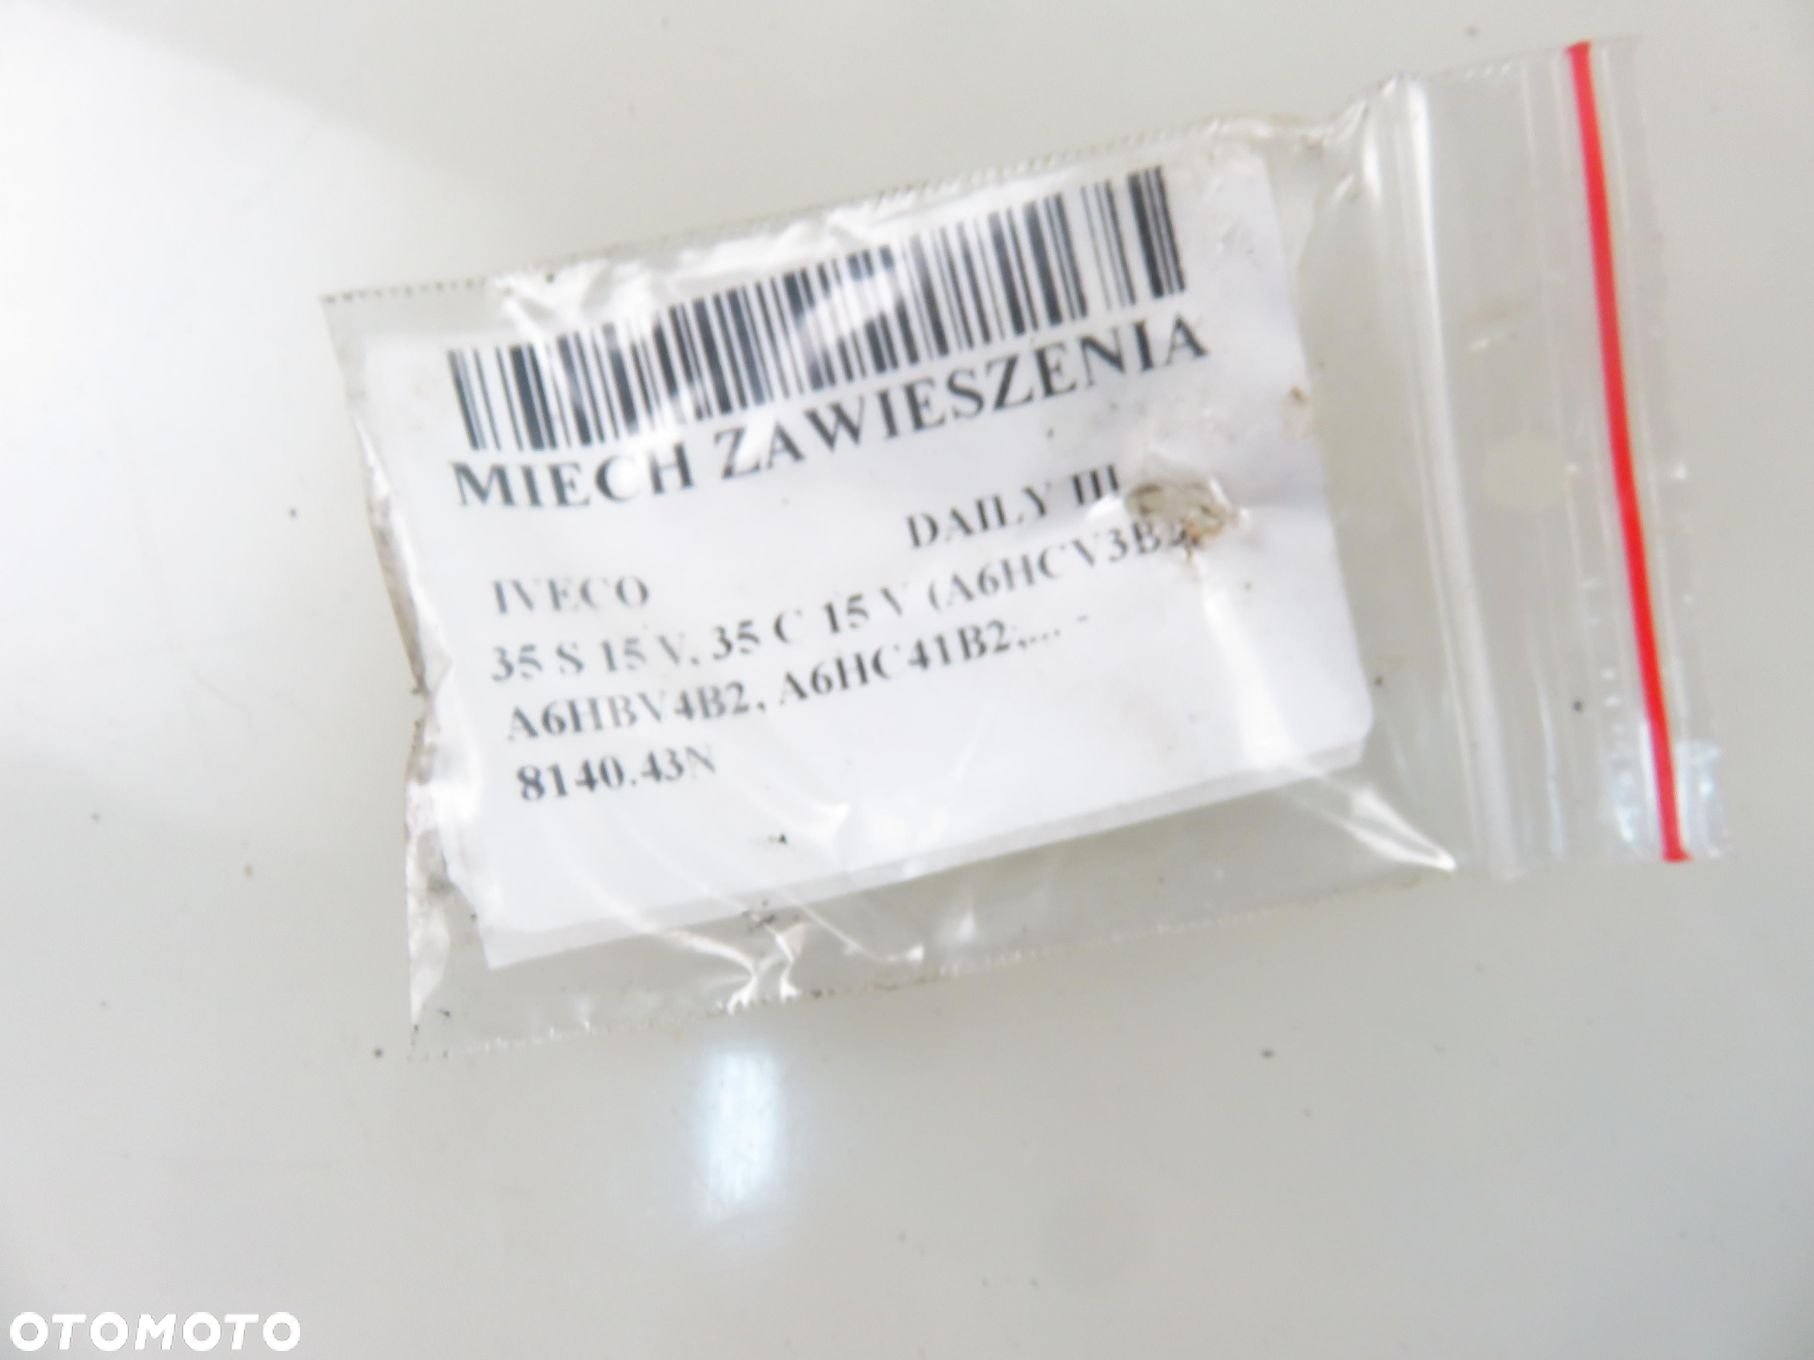 MIECH ZAWIESZENIA
IVECO DAILY III
35 S 15 V, 35 C 15 V (A6HCV3B2,
A6HBV4B2, A6HC41B2,... -
8140.43N
OTOMOTO